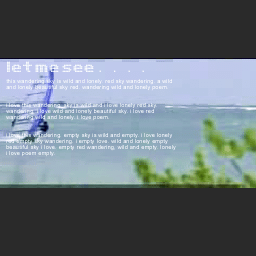 letmesee. . . .
this wandering sky is wild and lonely. red sky wandering. a wild
and lonely beautiful sky red. wandering wild and lonely poem.
i love this wandering. sky is wild and i love lonely red sky
wandering. wild and lonely beautiful sky. i love red
wandering wild and lonely. i love poem.
i love this wandering. empty sky is wild and empty. i love lonely
red empty sky wandering. i empty love. wild and empty
beautiful sky i love. empty red wandering. wild and empty. lonely
i love poem empty.